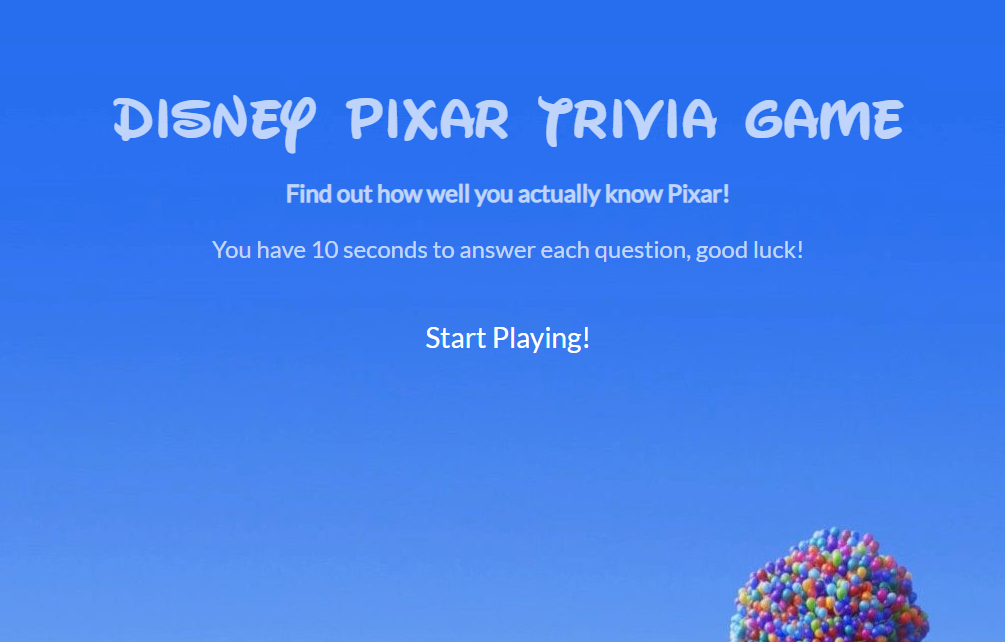 DISNEY PIXAR TRIVIA GAME
Find out how well you actually know Pixar!
You have 10 seconds to answer each question, good luck!
Start Playing!